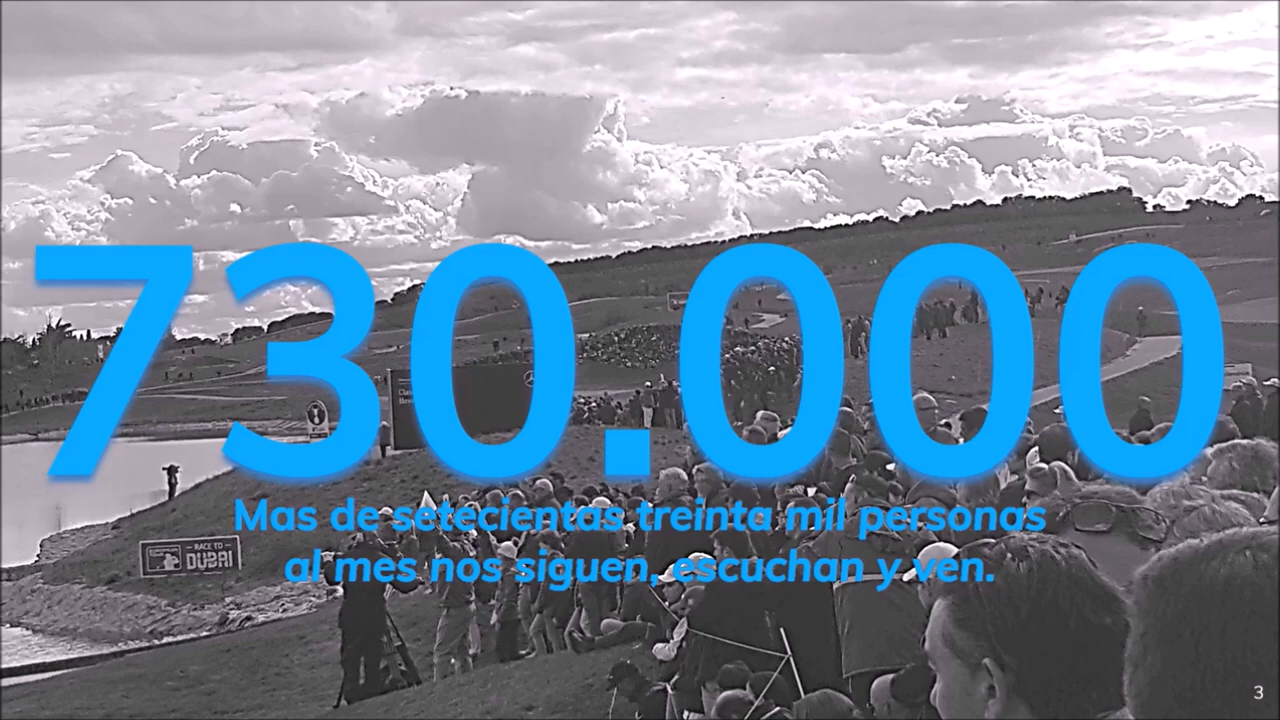 730.000
Mas de setecientas treinta mil personas
al mes nos siguen, escuchan y ven.
RACE TO
DUBAI
3